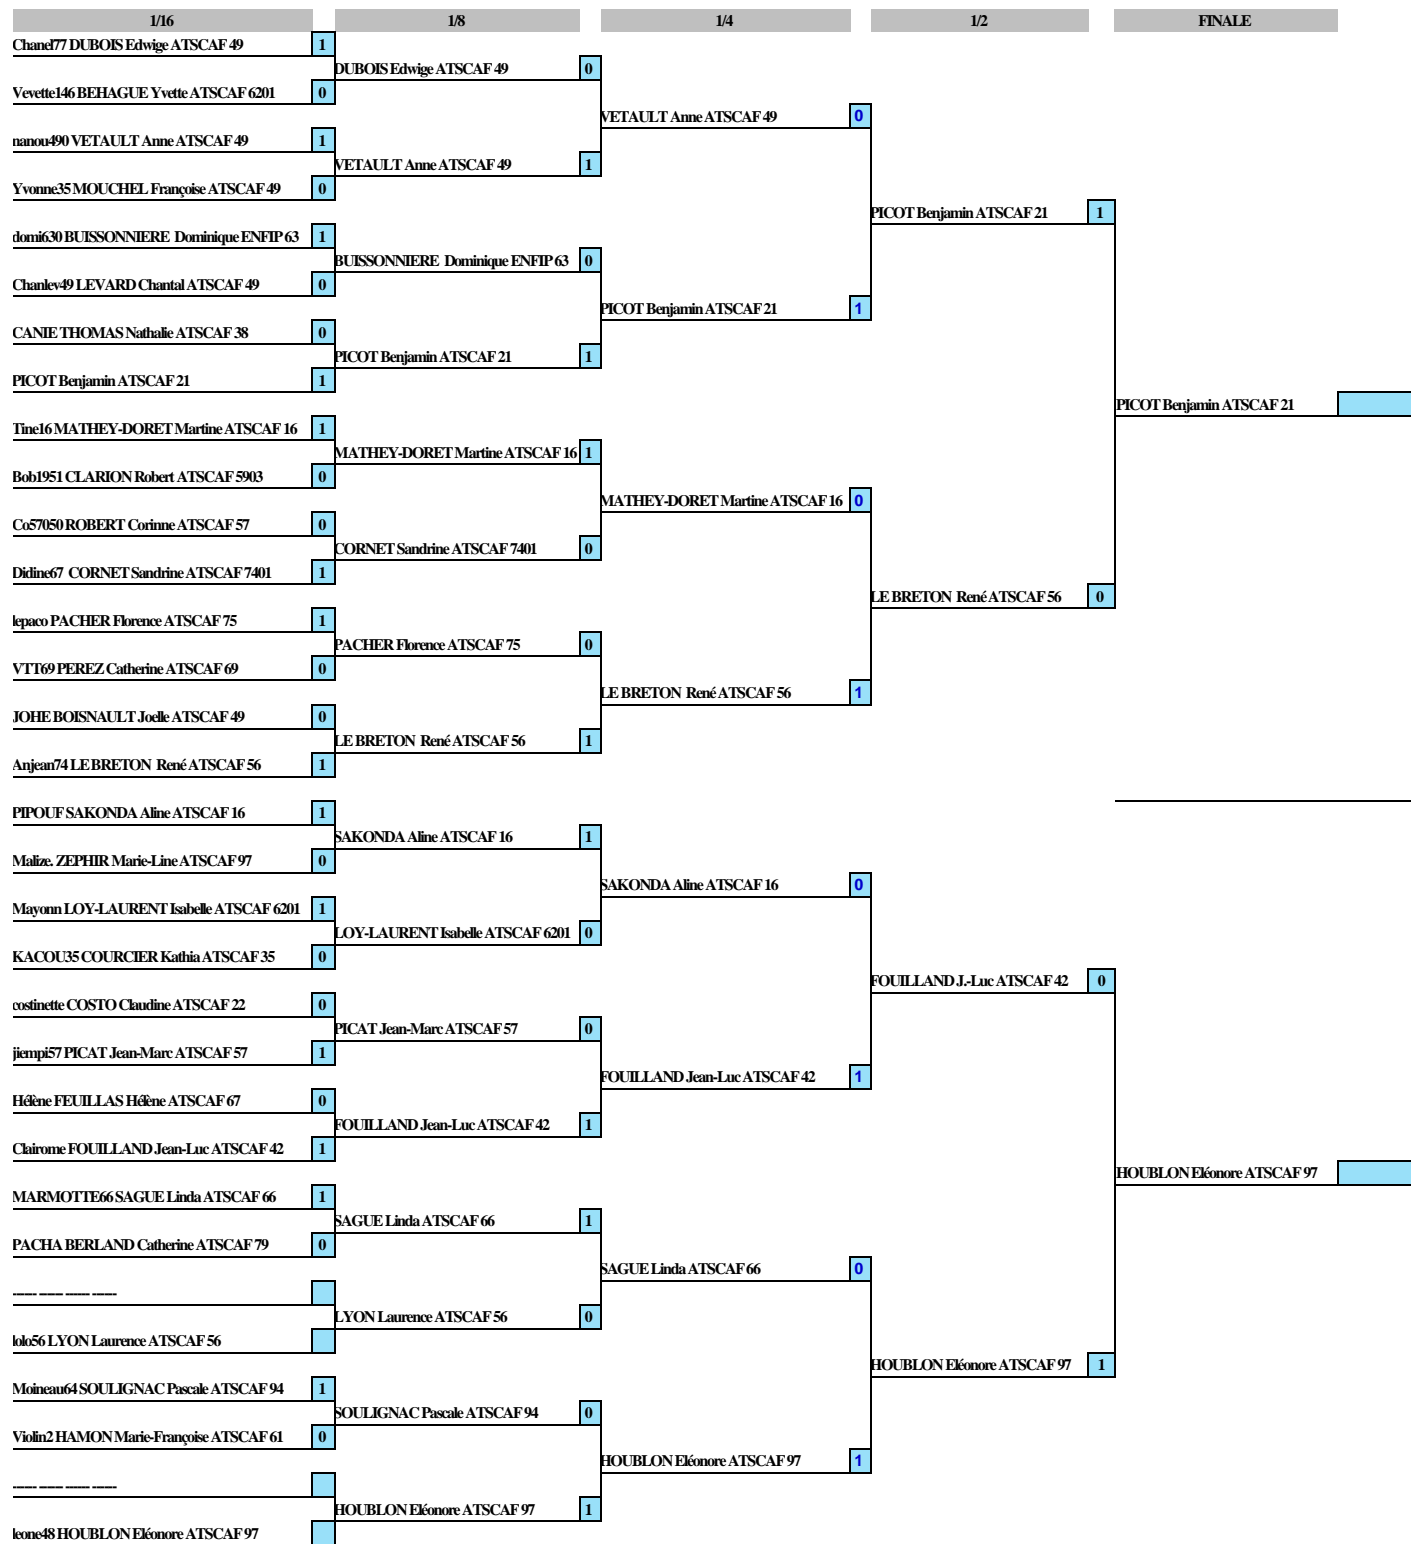 1/16 1/8 1/4 1/2 FINALE
Chanel77 DUBOIS Edwige ATSCAF 49 1
DUBOIS Edwige ATSCAF 49 0
Vevette146 BEHAGUE Yvette ATSCAF 6201 0
VETAULT Anne ATSCAF 49 0
nanou490 VETAULT Anne ATSCAF 49 1
VETAULT Anne ATSCAF 49 1
Yvonne35 MOUCHEL Françoise ATSCAF 49 0
PICOT Benjamin ATSCAF 21 1
domi630 BUISSONNIERE Dominique ENFIP 63 1
BUISSONNIERE Dominique ENFIP 63 0
Chanlev49 LEVARD Chantal ATSCAF 49 0
PICOT Benjamin ATSCAF 21 1
CANIE THOMAS Nathalie ATSCAF 38 0
PICOT Benjamin ATSCAF 21 1
PICOT Benjamin ATSCAF 21 1
PICOT Benjamin ATSCAF 21
Tine16 MATHEY-DORET Martine ATSCAF 16 1
MATHEY-DORET Martine ATSCAF 16 1
Bob1951 CLARION Robert ATSCAF 5903 0
MATHEY-DORET Martine ATSCAF 16 0
Co57050 ROBERT Corinne ATSCAF 57 0
CORNET Sandrine ATSCAF 7401 0
Didine67 CORNET Sandrine ATSCAF 7401 1
LE BRETON René ATSCAF 56 0
lepaco PACHER Florence ATSCAF 75 1
PACHER Florence ATSCAF 75 0
VTT69 PEREZ Catherine ATSCAF 69 0
LE BRETON René ATSCAF 56 1
JOHE BOISNAULT Joelle ATSCAF 49 0
LE BRETON René ATSCAF 56 1
Anjean74 LE BRETON René ATSCAF 56 1
PIPOUF SAKONDA Aline ATSCAF 16 1
SAKONDA Aline ATSCAF 16 1
Malize. ZEPHIR Marie-Line ATSCAF 97 0
SAKONDA Aline ATSCAF 16 0
Mayonn LOY-LAURENT Isabelle ATSCAF 6201 1
LOY-LAURENT Isabelle ATSCAF 6201 0
KACOU35 COURCIER Kathia ATSCAF 35 0
FOUILLAND J.-Luc ATSCAF 42 0
costinette COSTO Claudine ATSCAF 22 0
PICAT Jean-Marc ATSCAF 57 0
jiempi57 PICAT Jean-Marc ATSCAF 57 1
FOUILLAND Jean-Luc ATSCAF 42 1
Hélène FEUILLAS Hélène ATSCAF 67 0
FOUILLAND Jean-Luc ATSCAF 42 1
Clairome FOUILLAND Jean-Luc ATSCAF 42 1
HOUBLON Eléonore ATSCAF 97
MARMOTTE66 SAGUE Linda ATSCAF 66 1
SAGUE Linda ATSCAF 66 1
PACHA BERLAND Catherine ATSCAF 79 0
SAGUE Linda ATSCAF 66 0
------ ------ ------ ------
LYON Laurence ATSCAF 56 0
lolo56 LYON Laurence ATSCAF 56
HOUBLON Eléonore ATSCAF 97 1
Moineau64 SOULIGNAC Pascale ATSCAF 94 1
SOULIGNAC Pascale ATSCAF 94 0
Violin2 HAMON Marie-Françoise ATSCAF 61 0
HOUBLON Eléonore ATSCAF 97 1
------ ------ ------ ------
HOUBLON Eléonore ATSCAF 97 1
leone48 HOUBLON Eléonore ATSCAF 97